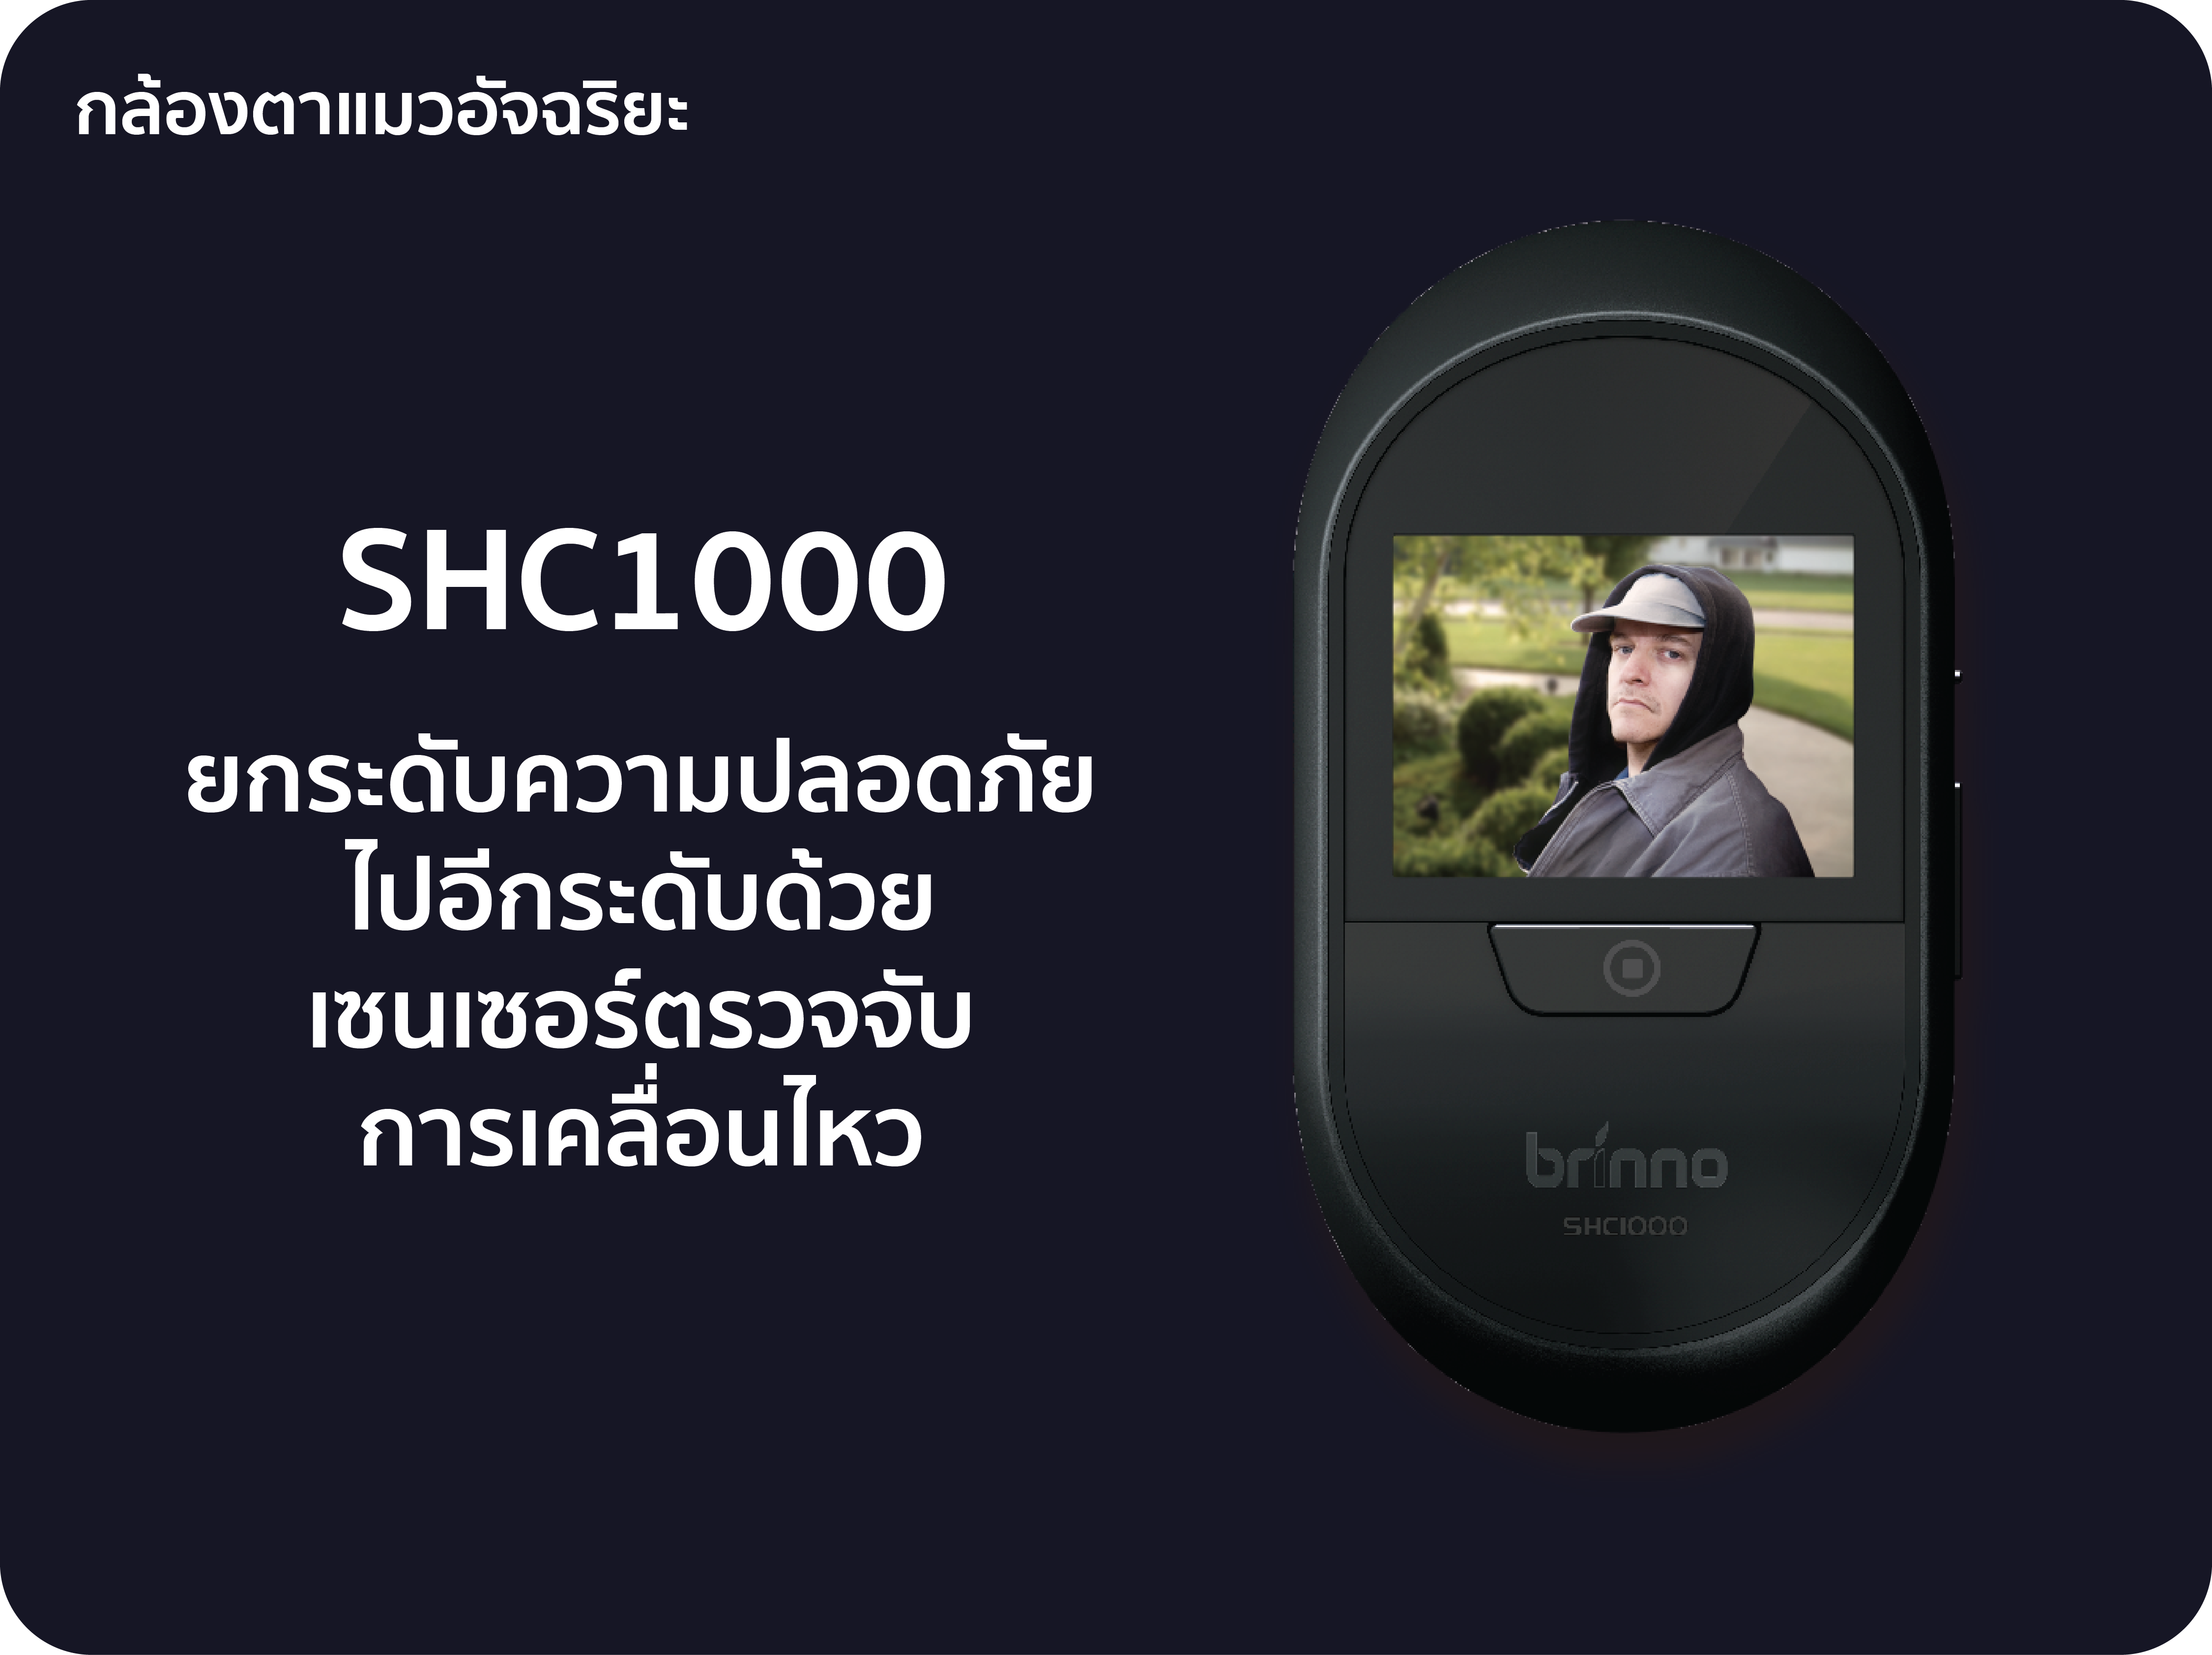 กล้องตาแมวอัจฉริยะ
SHC1000
ยกระดับความปลอดภัย
ไปอีกระดับด้วย
เซนเซอร์ตรวจจับ
การเคลื่อนไหว
brinno
SHC1000